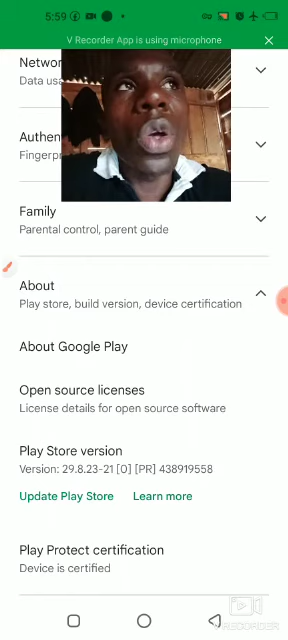 5:59
V Recorder App is using microphone
Networ
Data usa
Authen
Fingerpr
Family
Parental control, parent guide
About
Play store, build version, device certification
About Google Play
Open source licenses
License details for open source software
Play Store version
Version: 29.8.23-21 [0] [PR] 438919558
Update Play Store Learn more
Play Protect certification
Device is certified